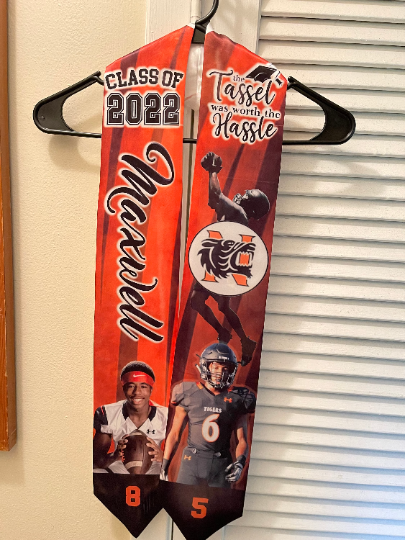 CLASS OF
2022
Maxwell
8
the
Tassel
was worth the
Hassle
N
6
5